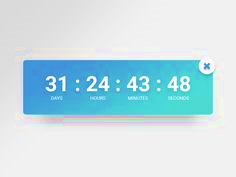 31 : 24 : 43 : 48
DAYS HOURS MINUTES SECONDS